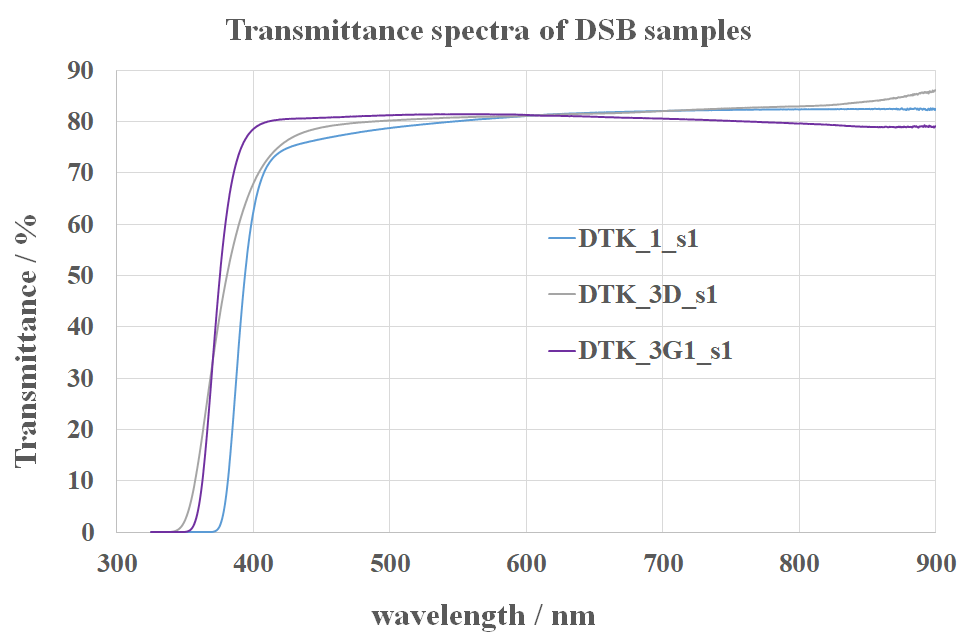 Transmittance spectra of DSB samples
Transmittance / %
90
80
70
60
50
40
30
20
10
0
DTK_1_s1
DTK_3D_s1
DTK_3G1_s1
300 400 500 600 700 800 900
wavelength / nm